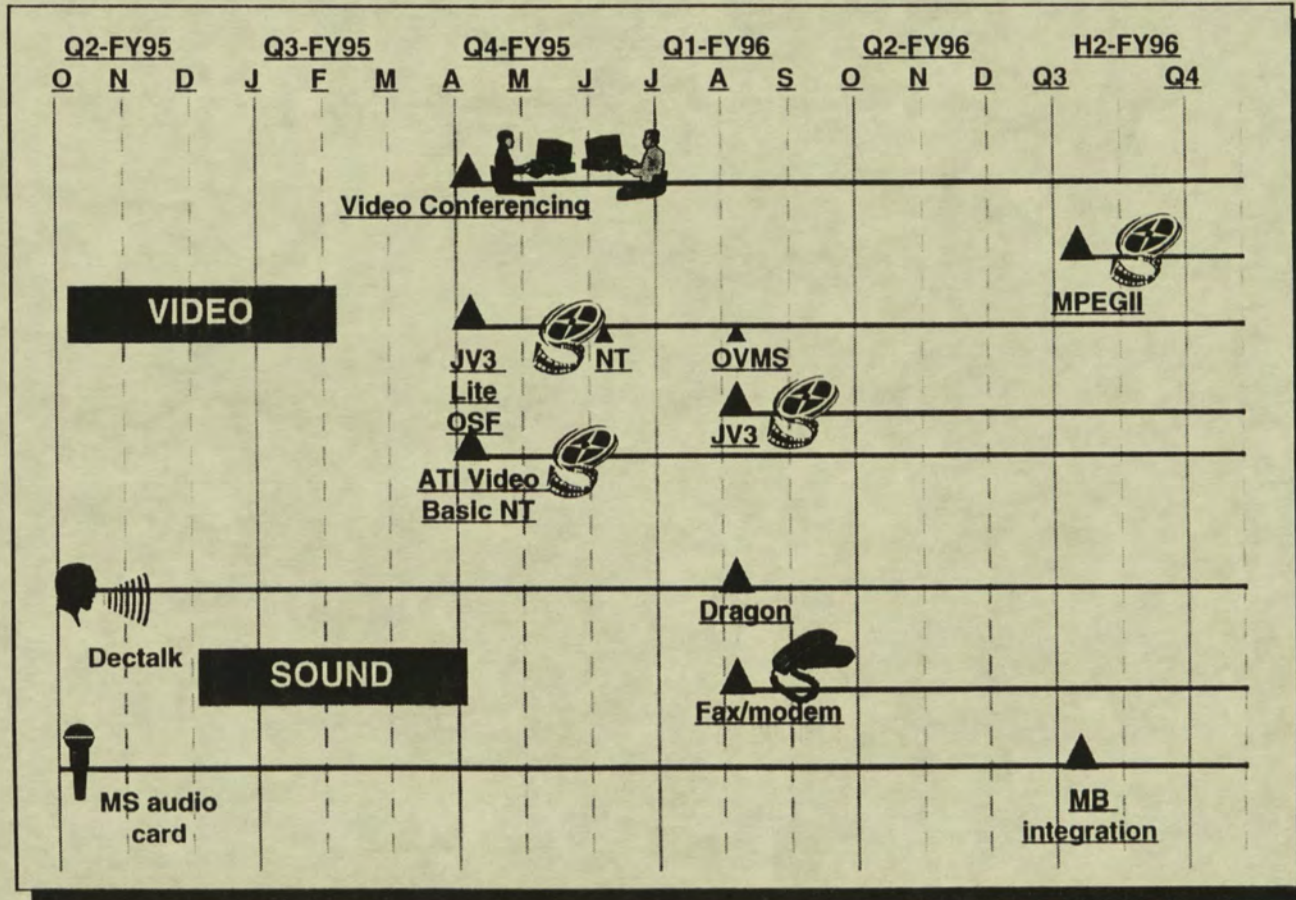 Q2-FY95 Q3-FY95 Q4-FY95 Q1-FY96 Q2-FY96 H2-FY96
O N D J F M A M J J A S O N D Q3 Q4
Video Conferencing
MPEGII
VIDEO
JV3 NT OVMS
Lite
OSF
JV3
ATI Video
Basic NT
Dragon
Dectalk
SOUND
Fax/modem
MS audio
card
MB
integration